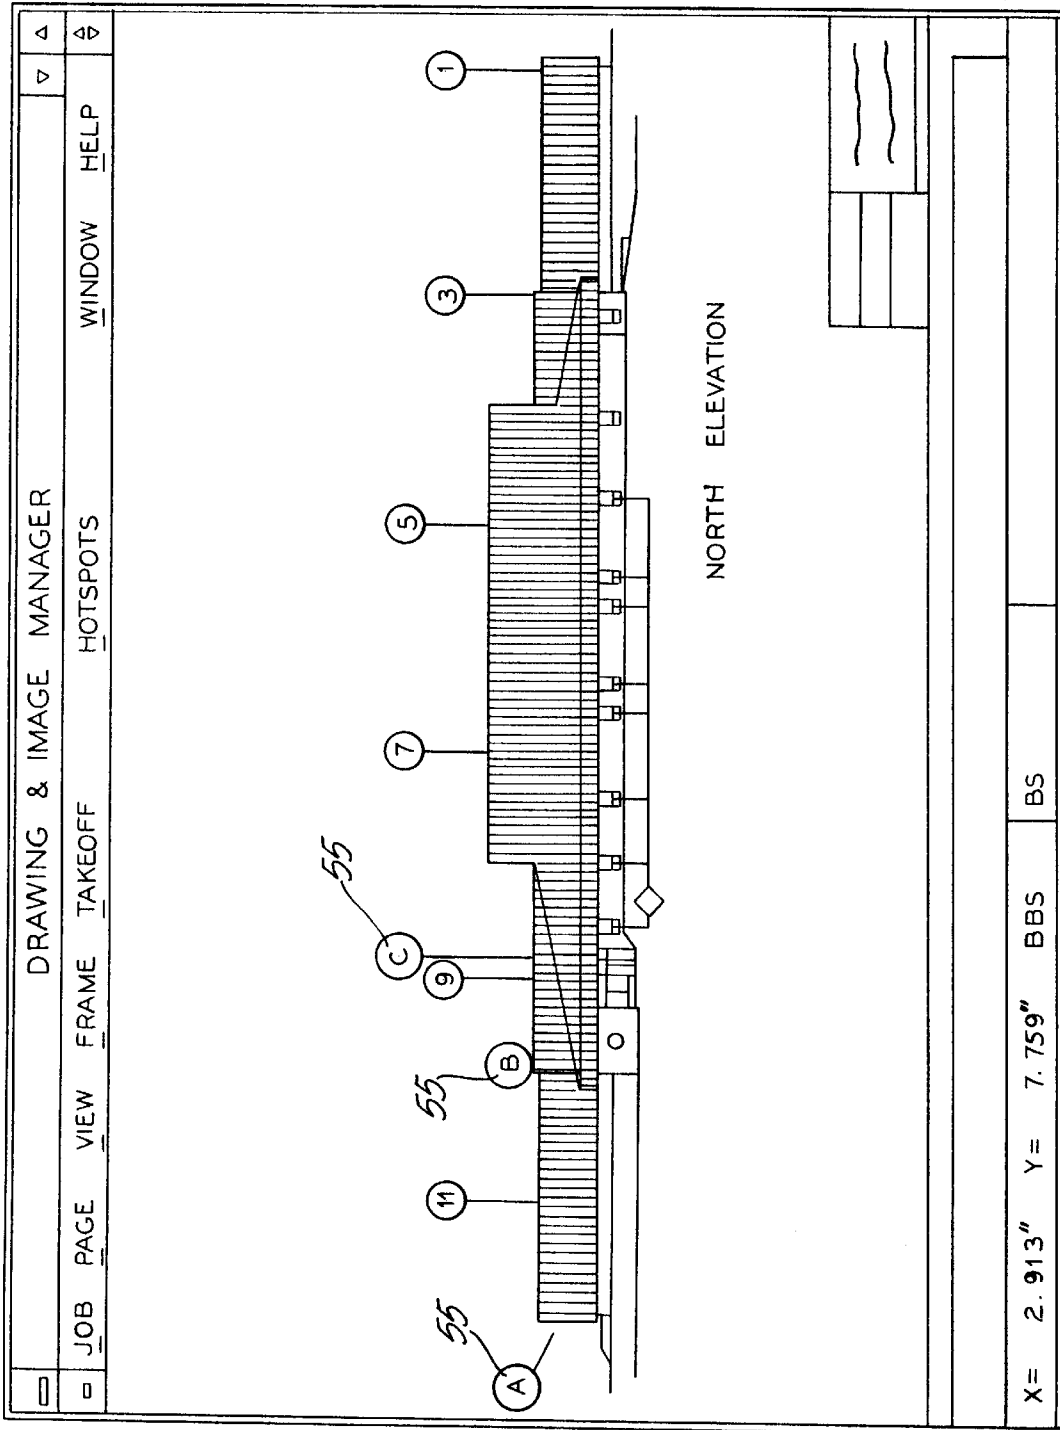 DRAWING & IMAGE MANAGER
JOB PAGE VIEW FRAME TAKEOFF HOTSPOTS WINDOW HELP
55
C
7
5
9
3
1
55
B
11
55
A
NORTH ELEVATION
X= 2.913" Y= 7.759" BBS BS